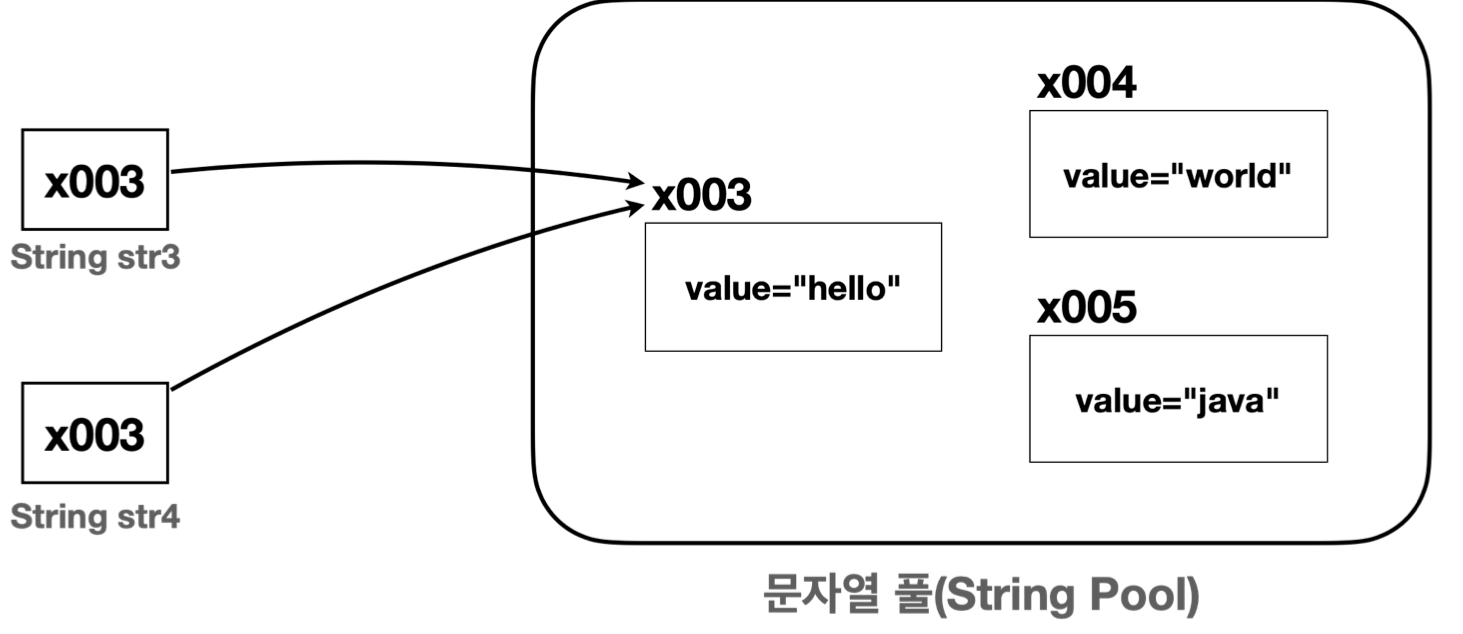 x003
String str3
x003
String str4
x003
value="hello"
x004
value="world"
x005
value="java"
문자열 풀(String Pool)